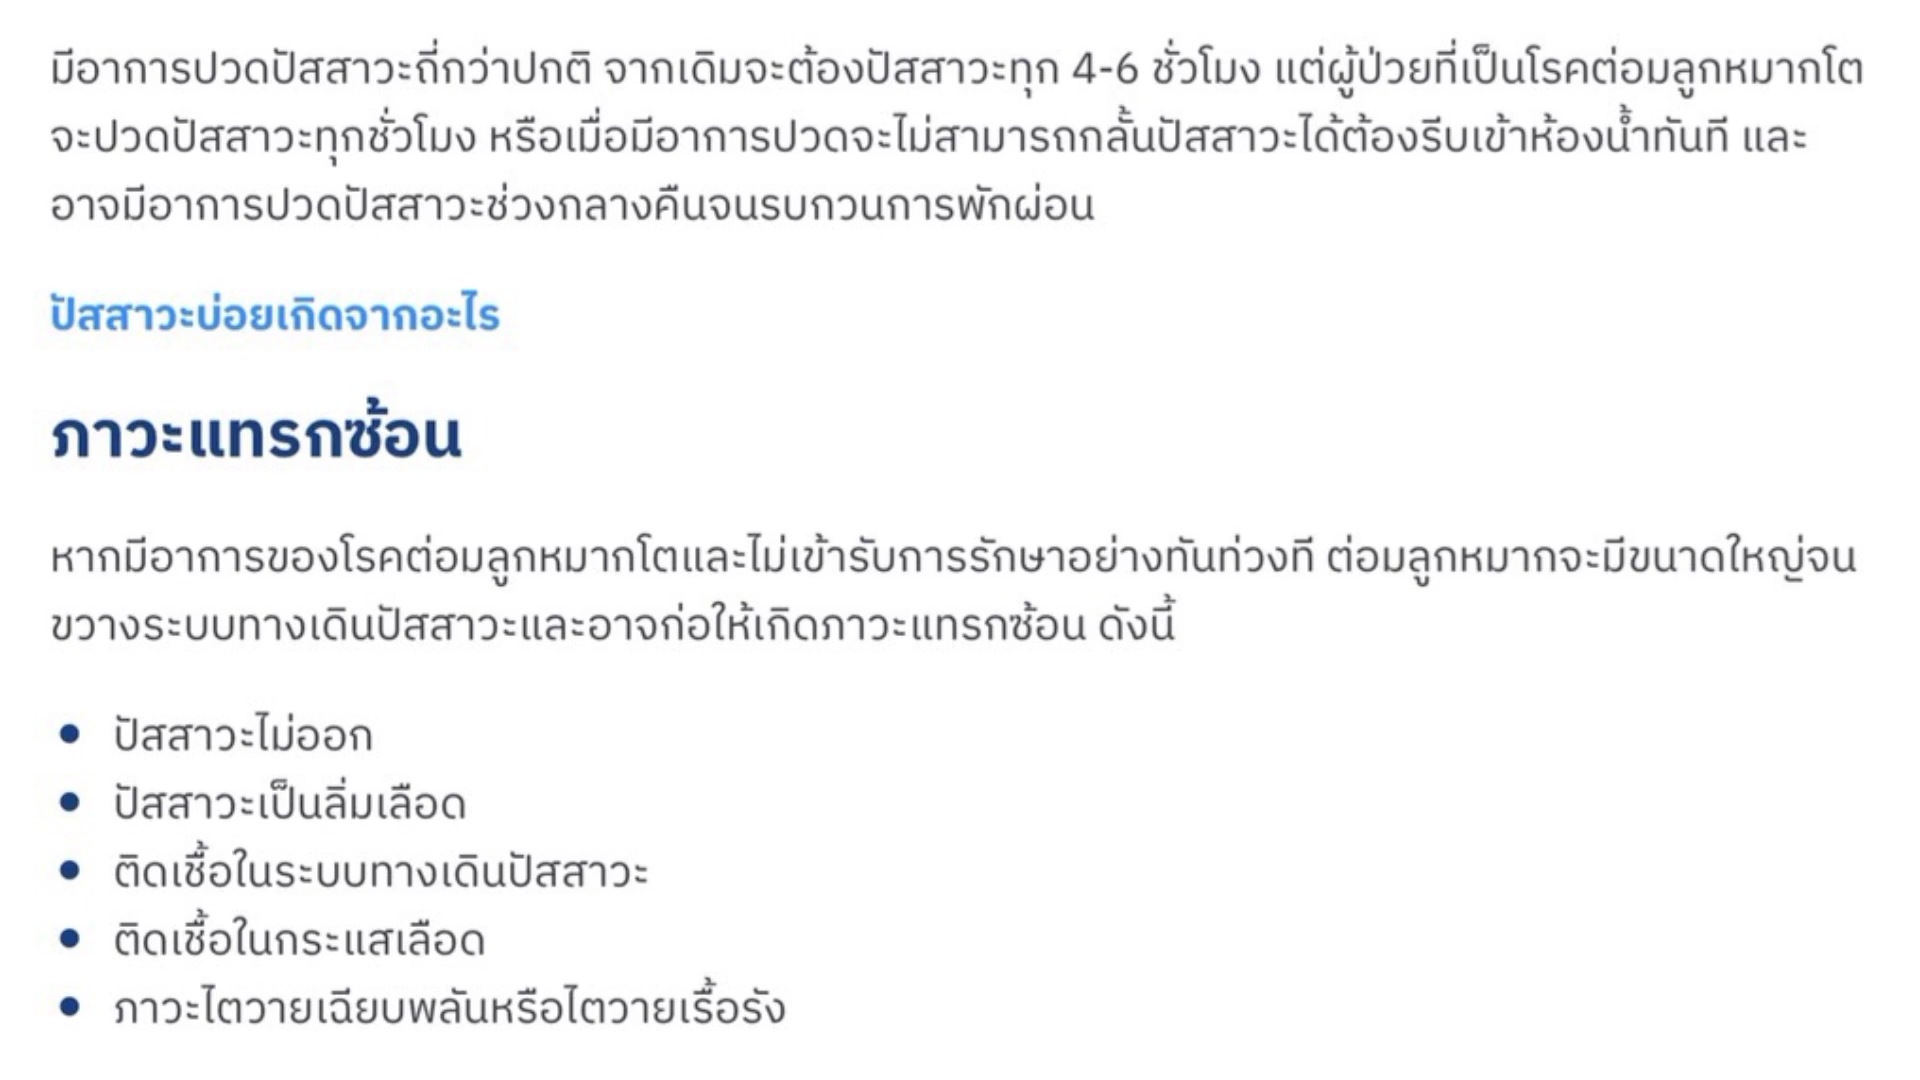 มีอาการปวดปัสสาวะถี่กว่าปกติ จากเดิมจะต้องปัสสาวะทุก 4-6 ชั่วโมง แต่ผู้ป่วยที่เป็นโรคต่อมลูกหมากโต
จะปวดปัสสาวะทุกชั่วโมง หรือเมื่อมีอาการปวดจะไม่สามารถกลั้นปัสสาวะได้ต้องรีบเข้าห้องน้ำทันที และ
อาจมีอาการปวดปัสสาวะช่วงกลางคืนจนรบกวนการพักผ่อน
ปัสสาวะบ่อยเกิดจากอะไร
ภาวะแทรกซ้อน
หากมีอาการของโรคต่อมลูกหมากโตและไม่เข้ารับการรักษาอย่างทันท่วงที ต่อมลูกหมากจะมีขนาดใหญ่จน
ขวางระบบทางเดินปัสสาวะและอาจก่อให้เกิดภาวะแทรกซ้อน ดังนี้
• ปัสสาวะไม่ออก
• ปัสสาวะเป็นลิ่มเลือด
• ติดเชื้อในระบบทางเดินปัสสาวะ
• ติดเชื้อในกระแสเลือด
• ภาวะไตวายเฉียบพลันหรือไตวายเรื้อรัง